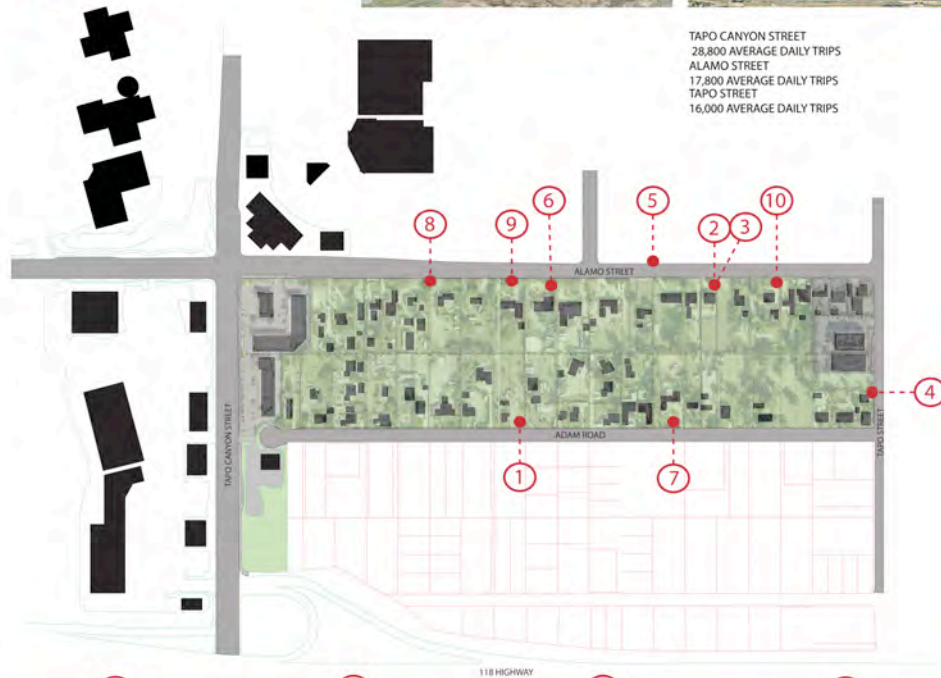 TAPO CANYON STREET
28,800 AVERAGE DAILY TRIPS
ALAMO STREET
17,800 AVERAGE DAILY TRIPS
TAPO STREET
16,000 AVERAGE DAILY TRIPS
8
9
6
5
2
3
10
ALAMO STREET
4
TAPO CANYON STREET
TAPO STREET
ADAM ROAD
1
7
118 HIGHWAY